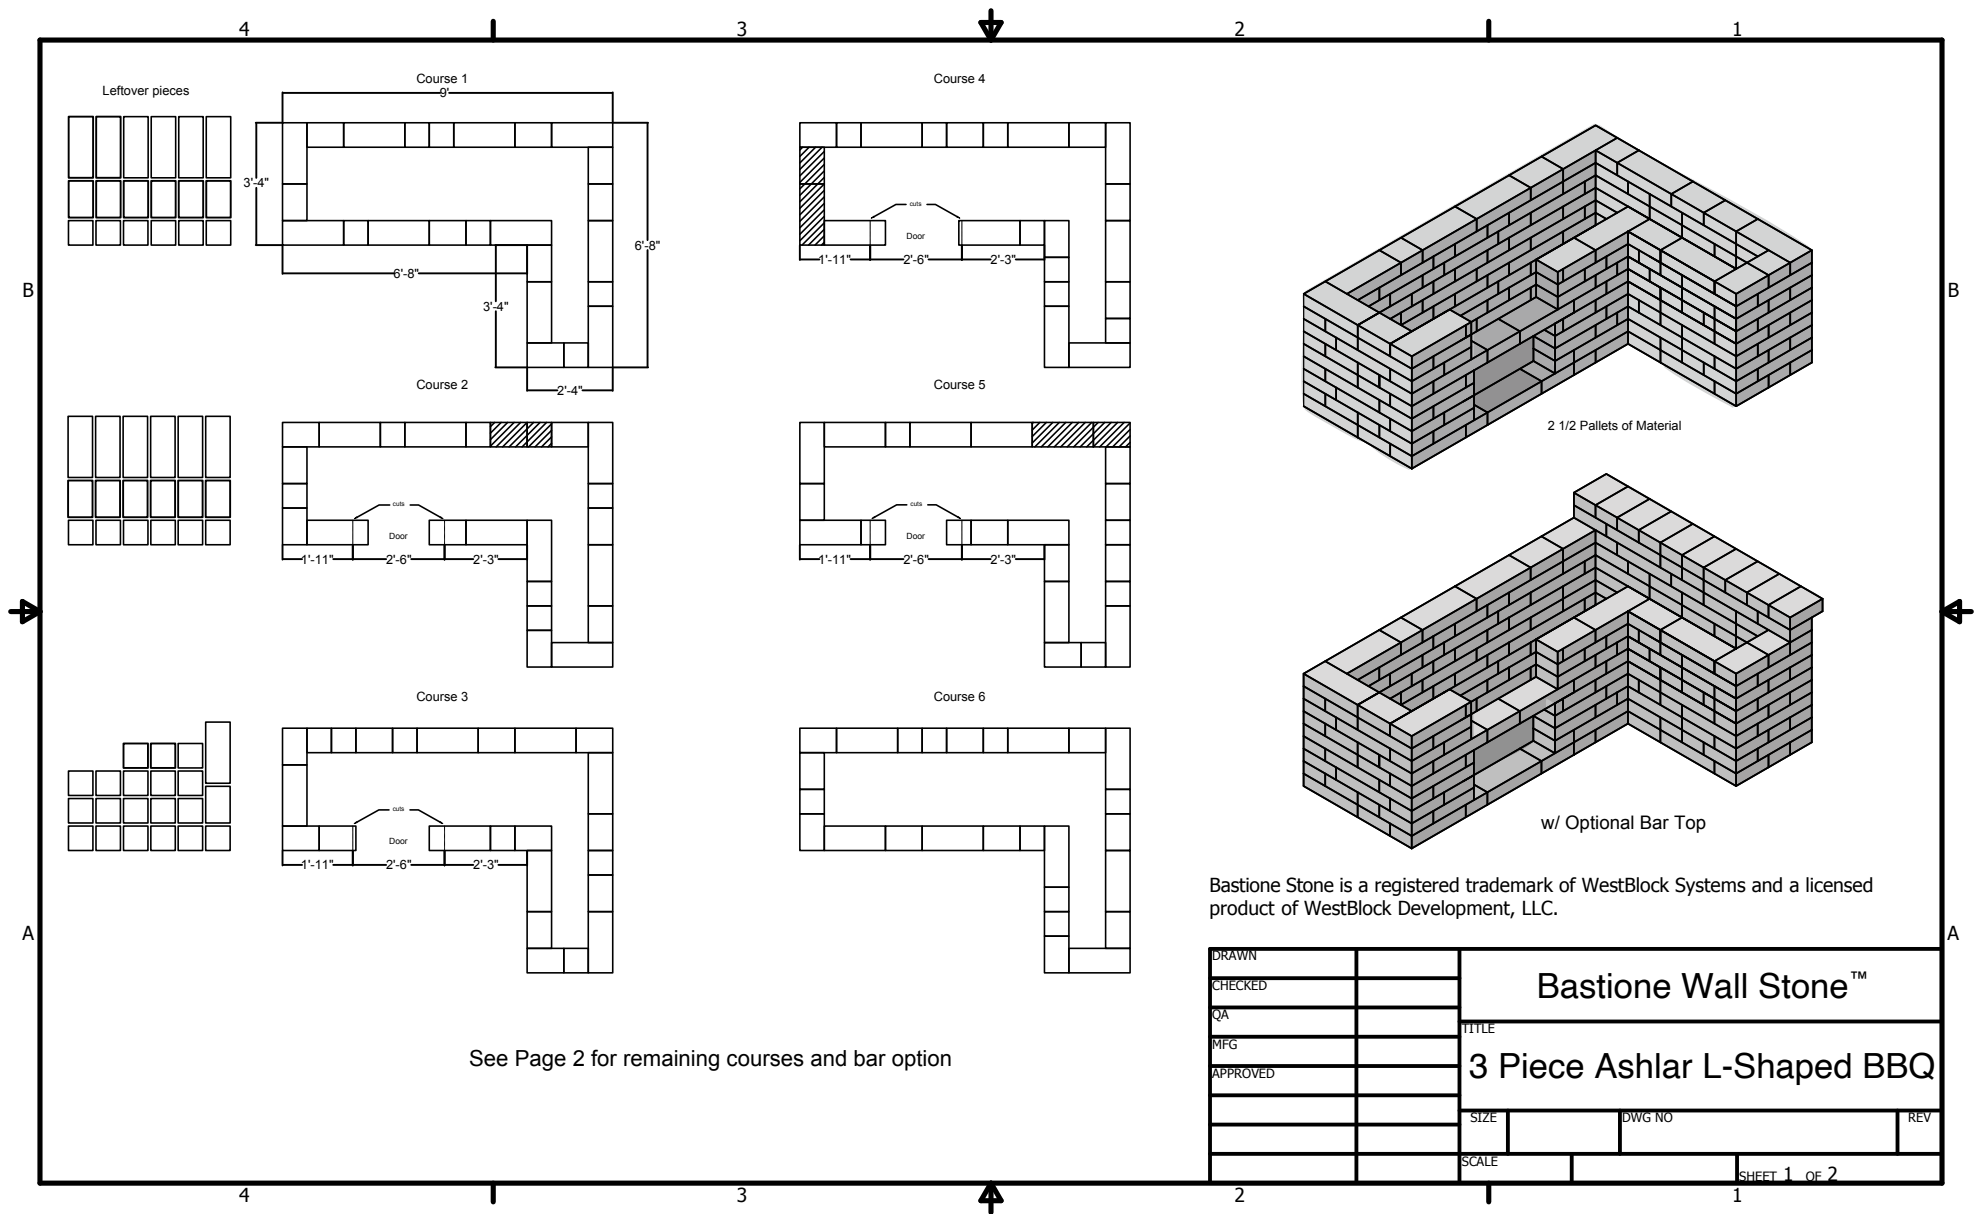 4
3
2
1
Leftover pieces
Course 1
9'
3'-4"
6'-8"
6'-8"
3'-4"
2'-4"
Course 4
cuts
Door
1'-11"
2'-6"
2'-3"
B
B
2 1/2 Pallets of Material
Course 2
cuts
Door
1'-11"
2'-6"
2'-3"
Course 5
cuts
Door
1'-11"
2'-6"
2'-3"
Course 3
cuts
Door
1'-11"
2'-6"
2'-3"
Course 6
w/ Optional Bar Top
Bastione Stone is a registered trademark of WestBlock Systems and a licensed
product of WestBlock Development, LLC.
A
A
See Page 2 for remaining courses and bar option
DRAWN
CHECKED
QA
MFG
APPROVED
Bastione Wall Stone™
TITLE
3 Piece Ashlar L-Shaped BBQ
SIZE
DWG NO
REV
SCALE
SHEET 1 OF 2
4
3
2
1